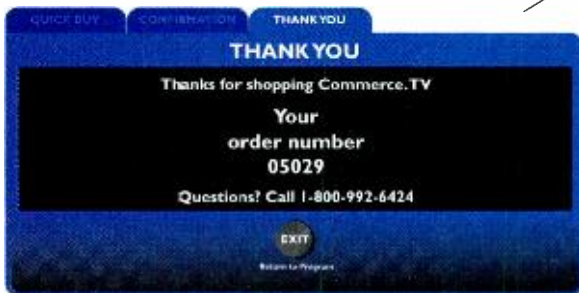 QUICK BUY CONFIRMATION THANK YOU
THANK YOU
Thanks for shopping Commerce.TV
Your
order number
05029
Questions? Call 1-800-992-6424
EXIT
Return to Program